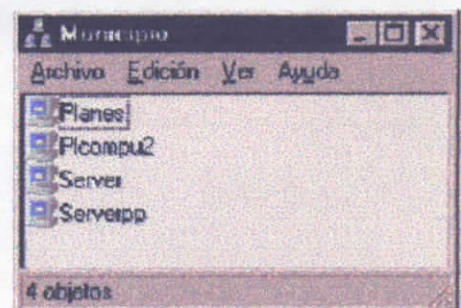 Municipio
Archivo Edición Ver Ayuda
Planes
Plcompu2
Server
Serverpp
4 objetos